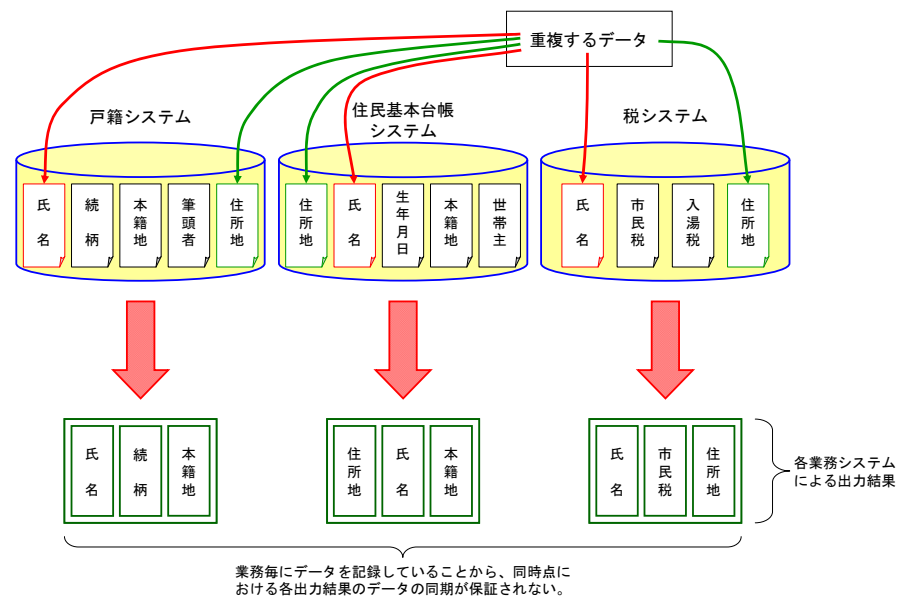 重複するデータ
戸籍システム
住民基本台帳
システム
税システム
氏名
続柄
本籍地
筆頭者
住所地
住所地
氏名
生年月日
本籍地
世帯主
氏名
市民税
入湯税
住所地
氏名
続柄
本籍地
住所地
氏名
本籍地
氏名
市民税
住所地
各業務システム
による出力結果
業務毎にデータを記録していることから、同時点に
おける各出力結果のデータの同期が保証されない。